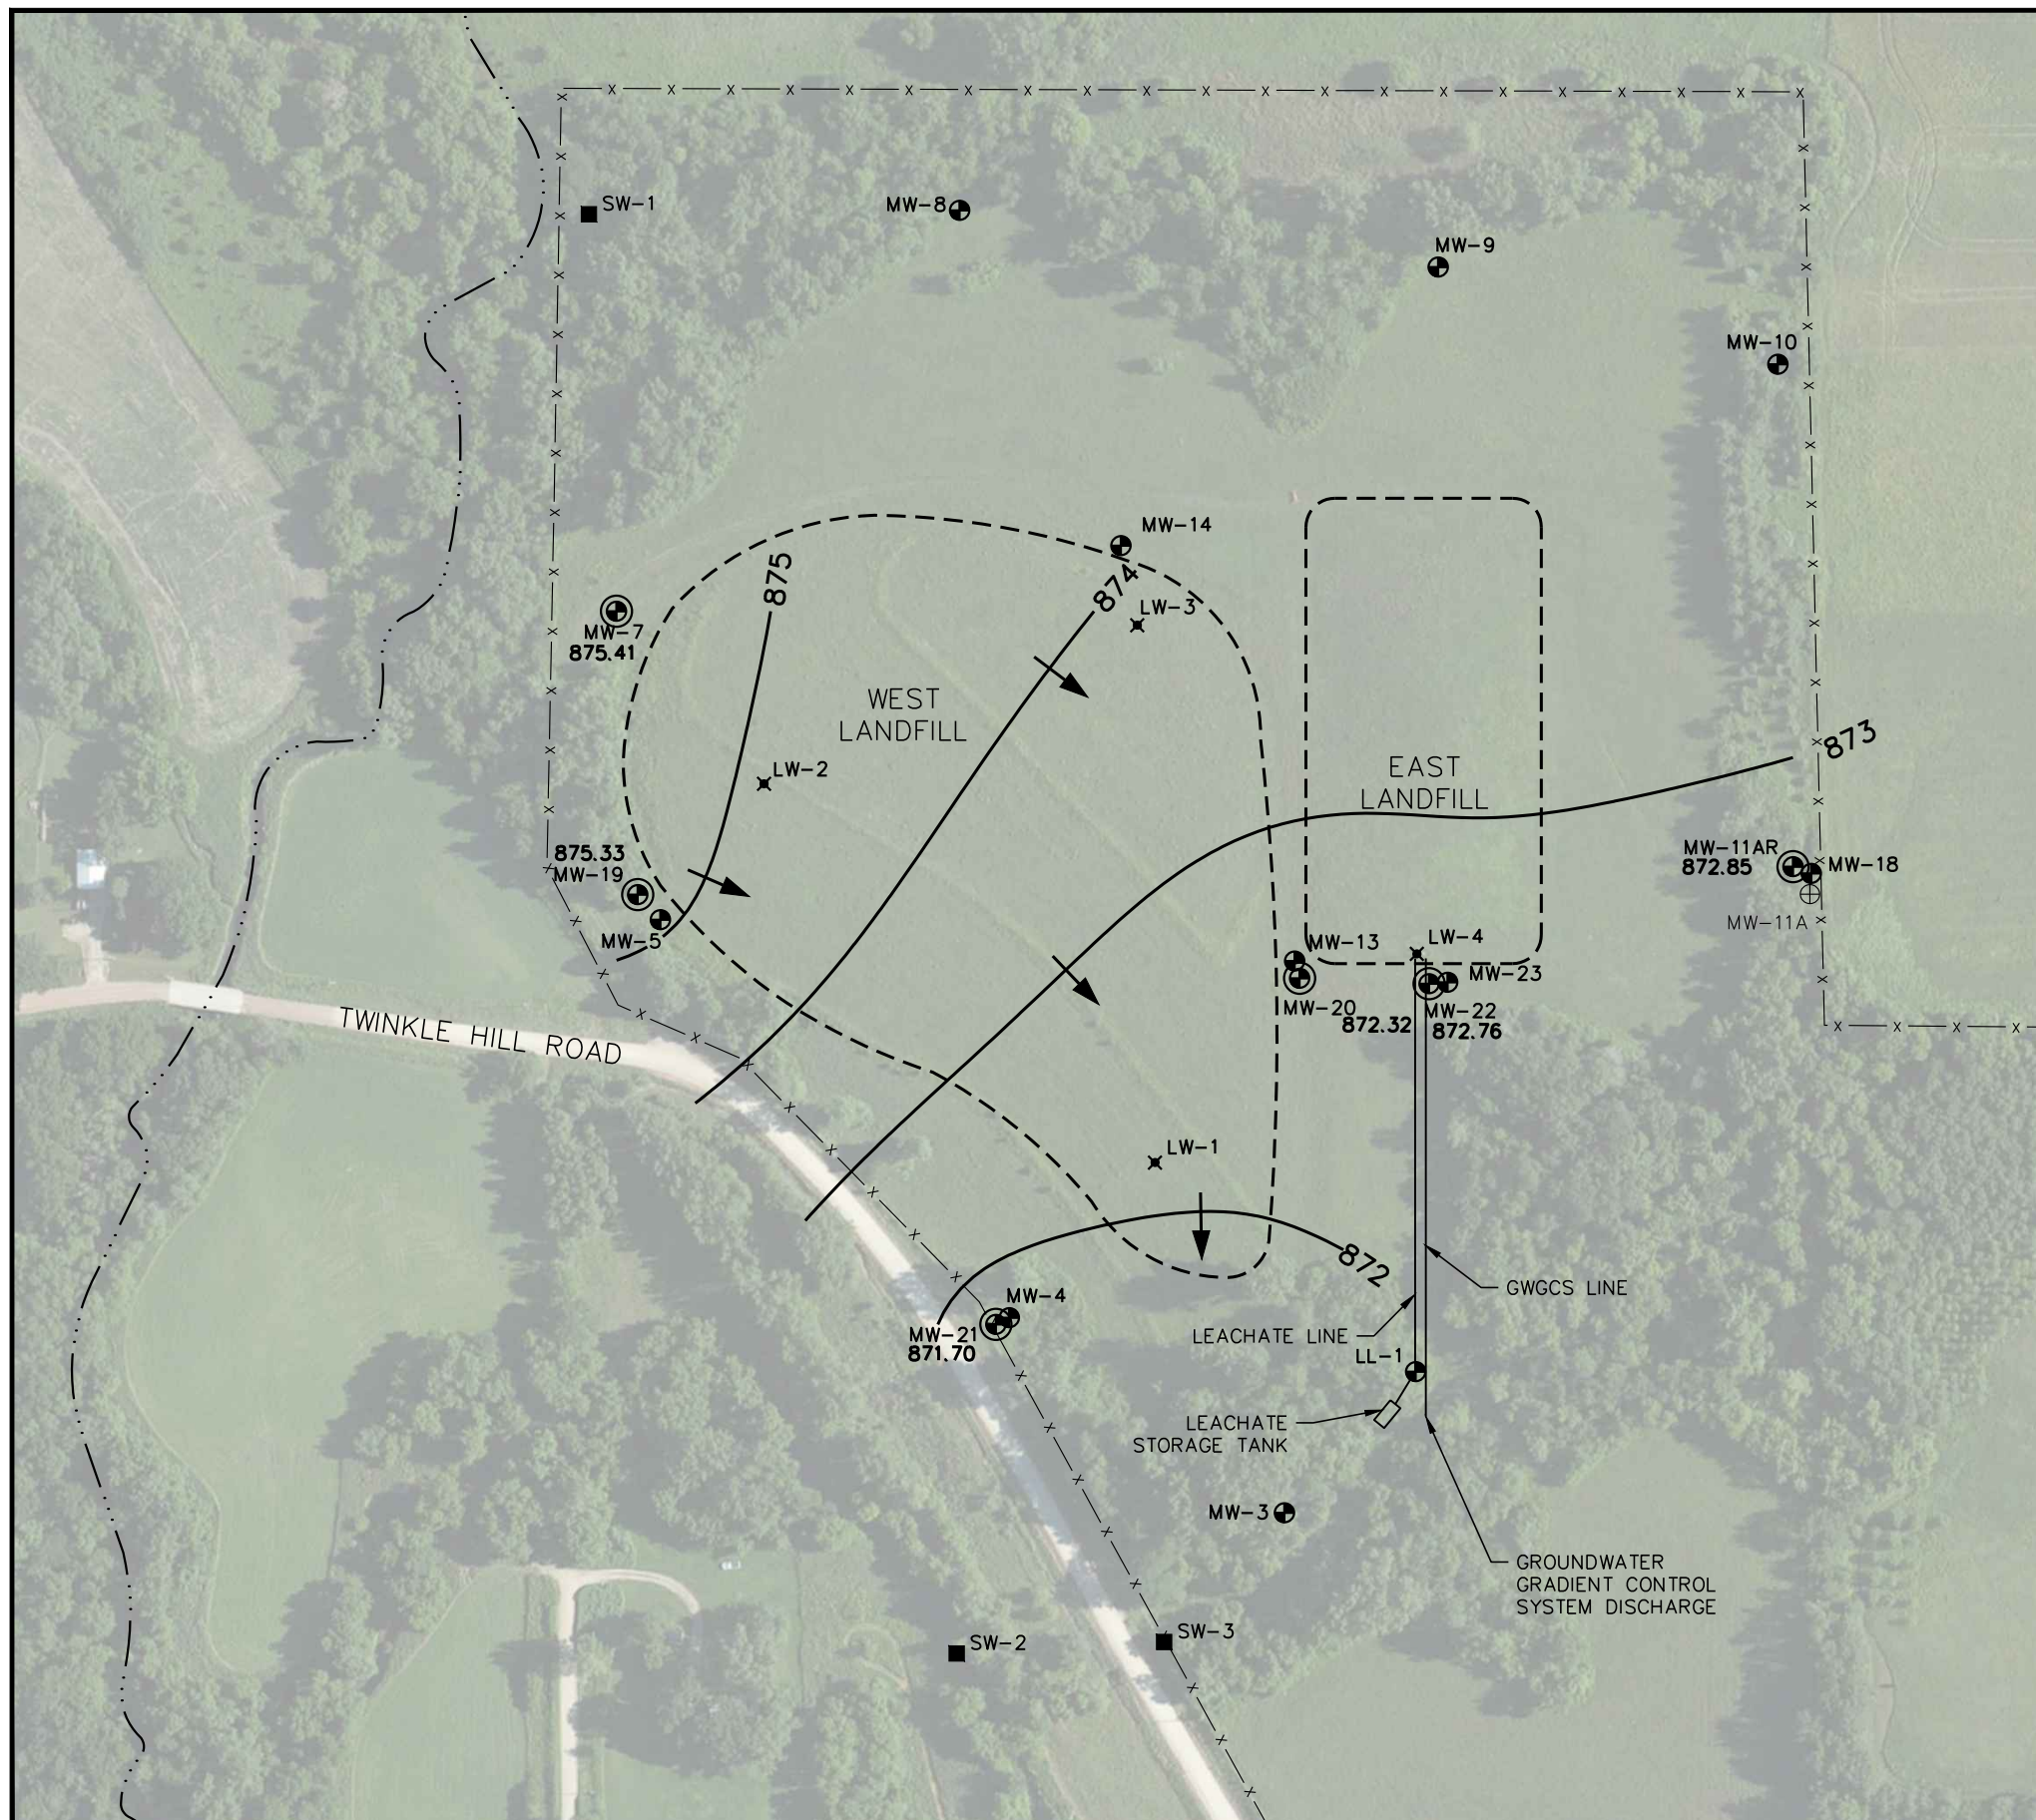 SW-1
MW-8
MW-9
MW-10
MW-14
875
874
LW-3
MW-7
875.41
WEST
LANDFILL
873
LW-2
EAST
LANDFILL
875.33
MW-19
MW-11AR
872.85
MW-18
MW-5
MW-11A
MW-13
LW-4
MW-23
MW-20
MW-22
872.32
872.76
TWINKLE HILL ROAD
LW-1
872
GWGCS LINE
MW-4
MW-21
871.70
LEACHATE LINE
LL-1
LEACHATE
STORAGE TANK
MW-3
GROUNDWATER
GRADIENT CONTROL
SYSTEM DISCHARGE
SW-2
SW-3